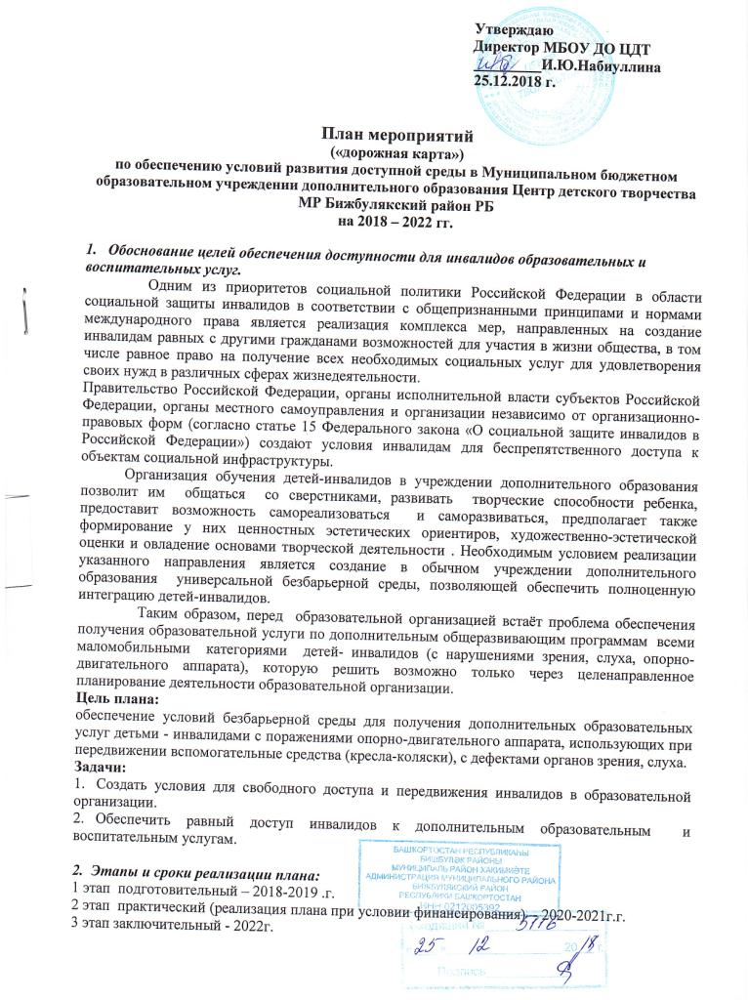 Утверждаю
Директор МБОУ ДО ЦДТ
_________И.Ю.Набиуллина
25.12.2018 г.
План мероприятий
(«дорожная карта»)
по обеспечению условий развития доступной среды в Муниципальном бюджетном
образовательном учреждении дополнительного образования Центр детского творчества
МР Бижбулякский район РБ
на 2018 – 2022 гг.
1. Обоснование целей обеспечения доступности для инвалидов образовательных и
воспитательных услуг.
Одним из приоритетов социальной политики Российской Федерации в области
социальной защиты инвалидов в соответствии с общепризнанными принципами и нормами
международного права является реализация комплекса мер, направленных на создание
инвалидам равных с другими гражданами возможностей для участия в жизни общества, в том
числе равное право на получение всех необходимых социальных услуг для удовлетворения
своих нужд в различных сферах жизнедеятельности.
Правительство Российской Федерации, органы исполнительной власти субъектов Российской
Федерации, органы местного самоуправления и организации независимо от организационно-
правовых форм (согласно статье 15 Федерального закона «О социальной защите инвалидов в
Российской Федерации») создают условия инвалидам для беспрепятственного доступа к
объектам социальной инфраструктуры.
Организация обучения детей-инвалидов в учреждении дополнительного образования
позволит им общаться со сверстниками, развивать творческие способности ребенка,
предоставит возможность самореализоваться и саморазвиваться, предполагает также
формирование у них ценностных эстетических ориентиров, художественно-эстетической
оценки и овладение основами творческой деятельности . Необходимым условием реализации
указанного направления является создание в обычном учреждении дополнительного
образования универсальной безбарьерной среды, позволяющей обеспечить полноценную
интеграцию детей-инвалидов.
Таким образом, перед образовательной организацией встаёт проблема обеспечения
получения образовательной услуги по дополнительным общеразвивающим программам всеми
маломобильными категориями детей- инвалидов (с нарушениями зрения, слуха, опорно-
двигательного аппарата), которую решить возможно только через целенаправленное
планирование деятельности образовательной организации.
Цель плана:
обеспечение условий безбарьерной среды для получения дополнительных образовательных
услуг детьми - инвалидами с поражениями опорно-двигательного аппарата, использующих при
передвижении вспомогательные средства (кресла-коляски), с дефектами органов зрения, слуха.
Задачи:
1. Создать условия для свободного доступа и передвижения инвалидов в образовательной
организации.
2. Обеспечить равный доступ инвалидов к дополнительным образовательным и
воспитательным услугам.
БАШКОРТОСТАН РЕСПУБЛИКАҺЫ
БИШБҮЛӘК РАЙОНЫ
МУНИЦИПАЛЬ РАЙОН ХАКИМИӘТЕ
АДМИНИСТРАЦИЯ МУНИЦИПАЛЬНОГО РАЙОНА
БИЖБУЛЯКСКИЙ РАЙОН
РЕСПУБЛИКИ БАШКОРТОСТАН
ИНН 0212005392
2. Этапы и сроки реализации плана:
1 этап подготовительный – 2018-2019 .г.
2 этап практический (реализация плана при условии финансирования) – 2020-2021г.г.
3 этап заключительный - 2022г.
№ 5116
25 12 2018 г.
Подпись